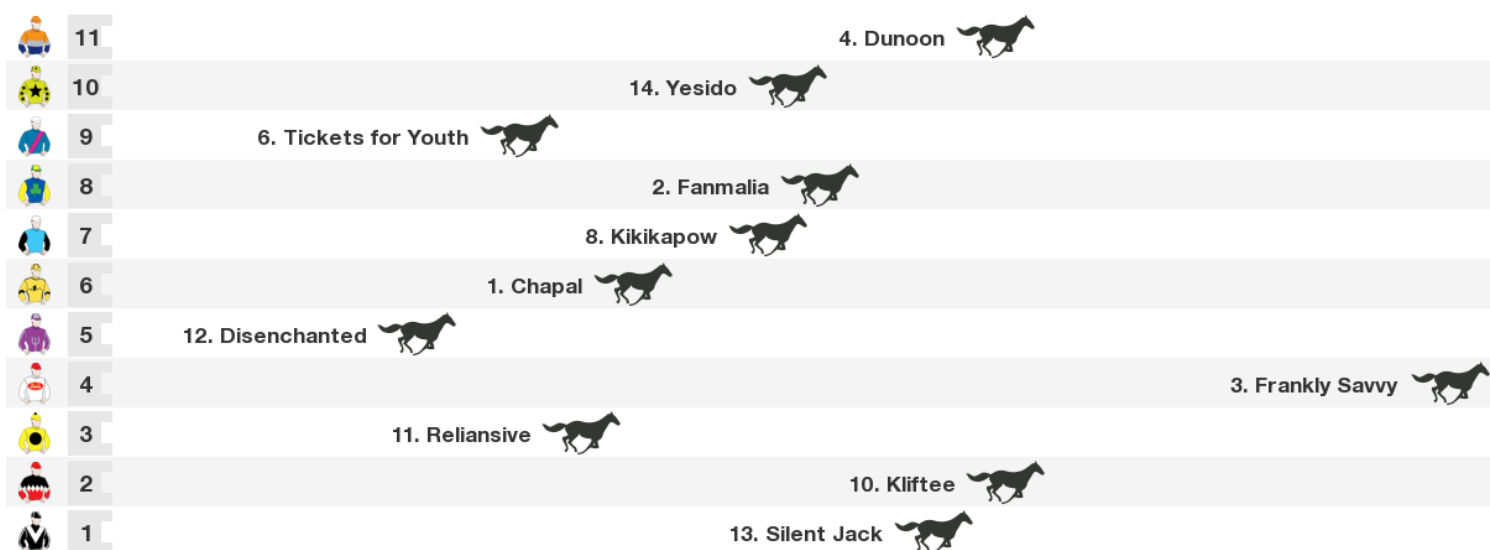 11 4. Dunoon
10 14. Yesido
9 6. Tickets for Youth
8 2. Fanmalia
7 8. Kikikapow
6 1. Chapal
5 12. Disenchanted
4 3. Frankly Savvy
3 11. Reliansive
2 10. Kliftee
1 13. Silent Jack